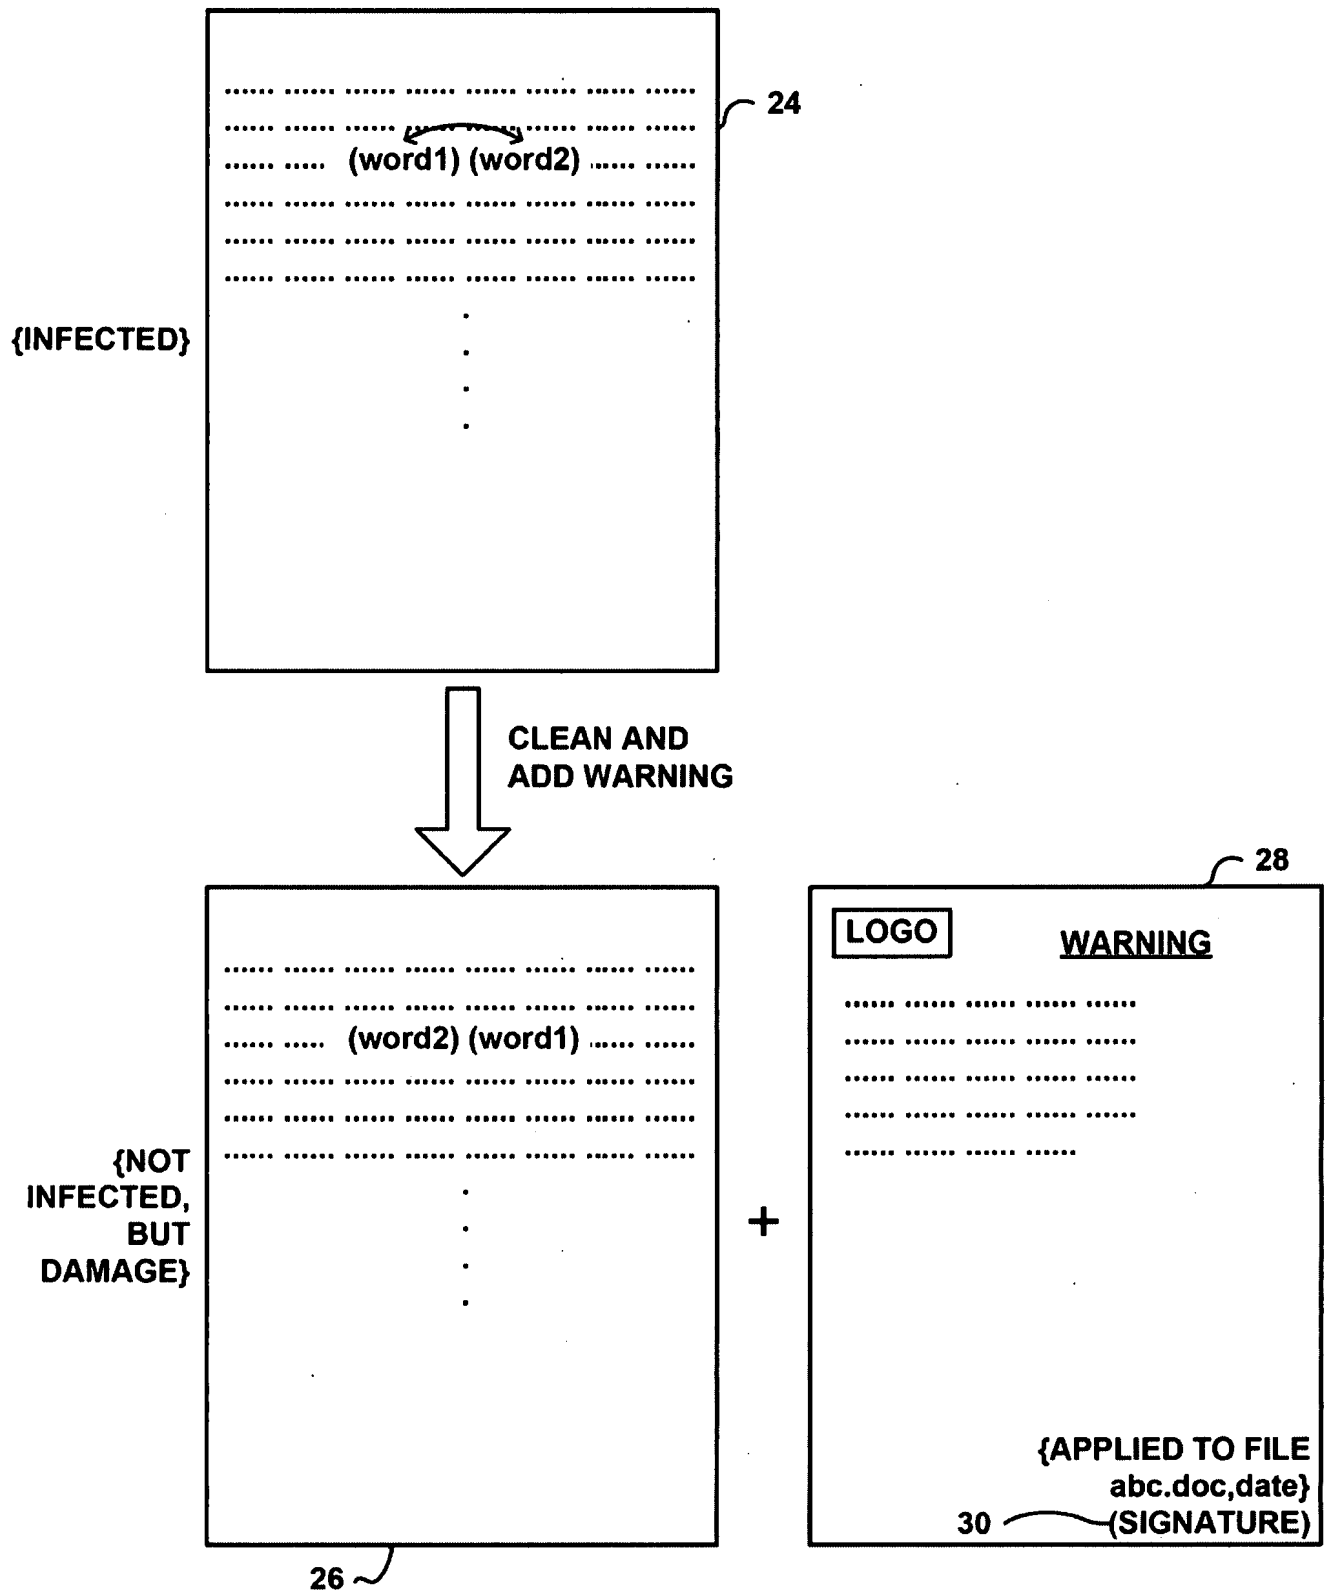 24
(word1) (word2)
{INFECTED}
CLEAN AND
ADD WARNING
28
LOGO
WARNING
(word2) (word1)
{NOT
INFECTED,
BUT
DAMAGE}
+
{APPLIED TO FILE
abc.doc,date}
30 (SIGNATURE)
26